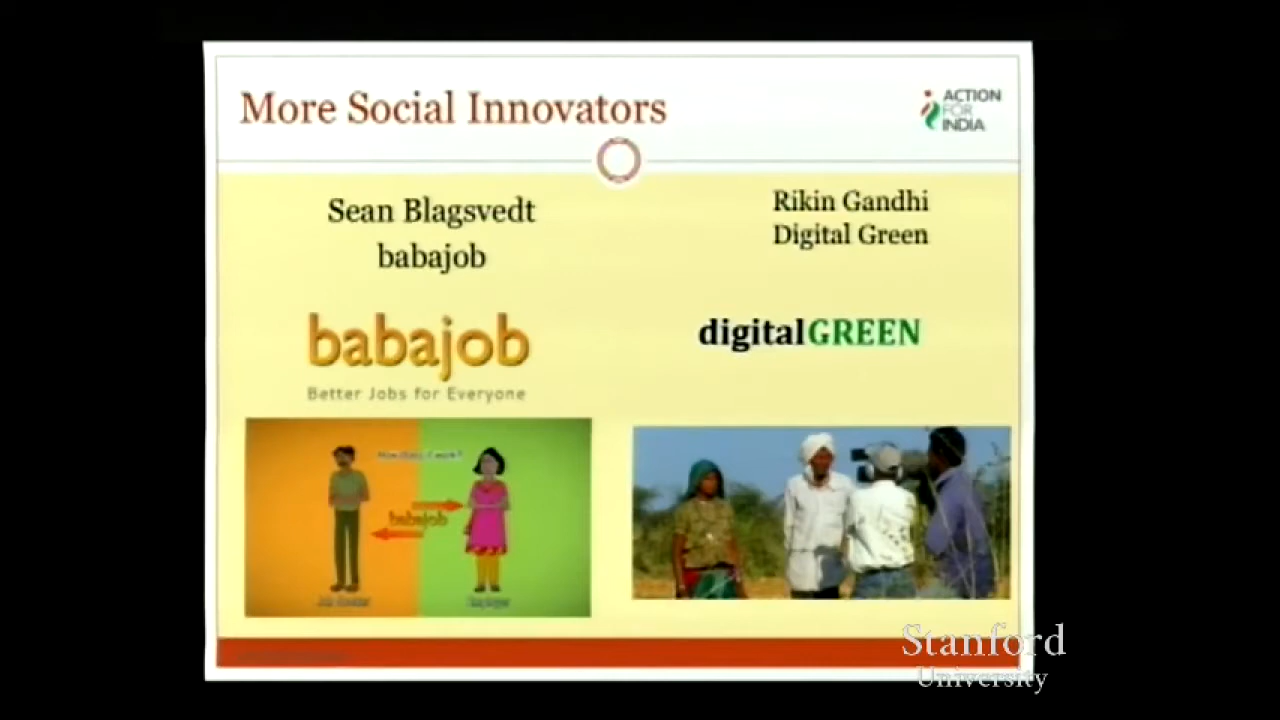 More Social Innovators
ACTION
FOR
INDIA
Sean Blagsvedt
babajob
Rikin Gandhi
Digital Green
babajob
Better Jobs for Everyone
digitalGREEN
babajob
Stanford
University